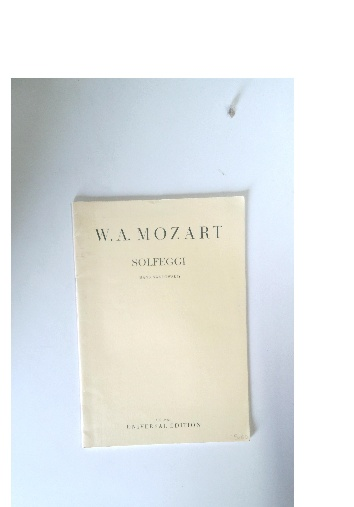 W. A. MOZART
SOLFEGGI
UNIVERSAL EDITION